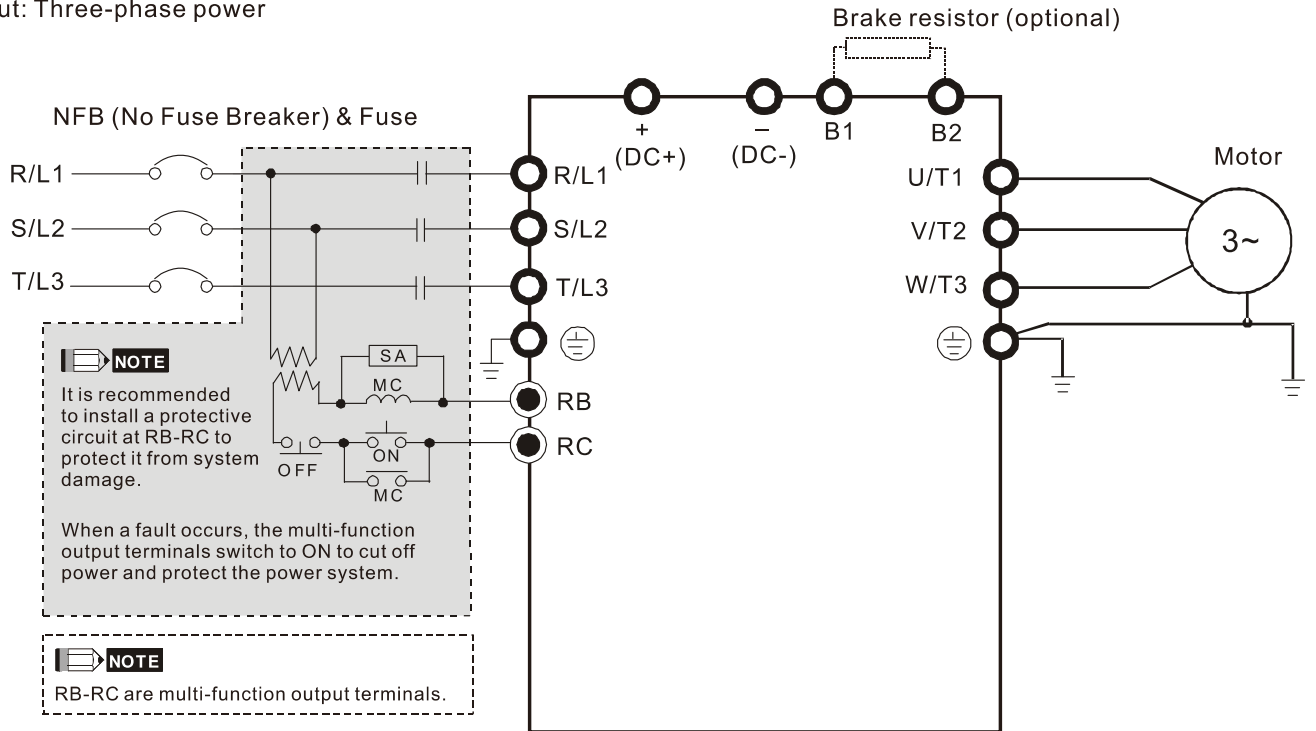 ut: Three-phase power
Brake resistor (optional)
NFB (No Fuse Breaker) & Fuse
+
(DC+)
–
(DC-)
B1
B2
Motor
R/L1
R/L1
U/T1
S/L2
S/L2
V/T2
3~
T/L3
T/L3
W/T3
NOTE
It is recommended
to install a protective
circuit at RB-RC to
protect it from system
damage.
SA
MC
RB
OFF
ON
RC
MC
When a fault occurs, the multi-function
output terminals switch to ON to cut off
power and protect the power system.
NOTE
RB-RC are multi-function output terminals.